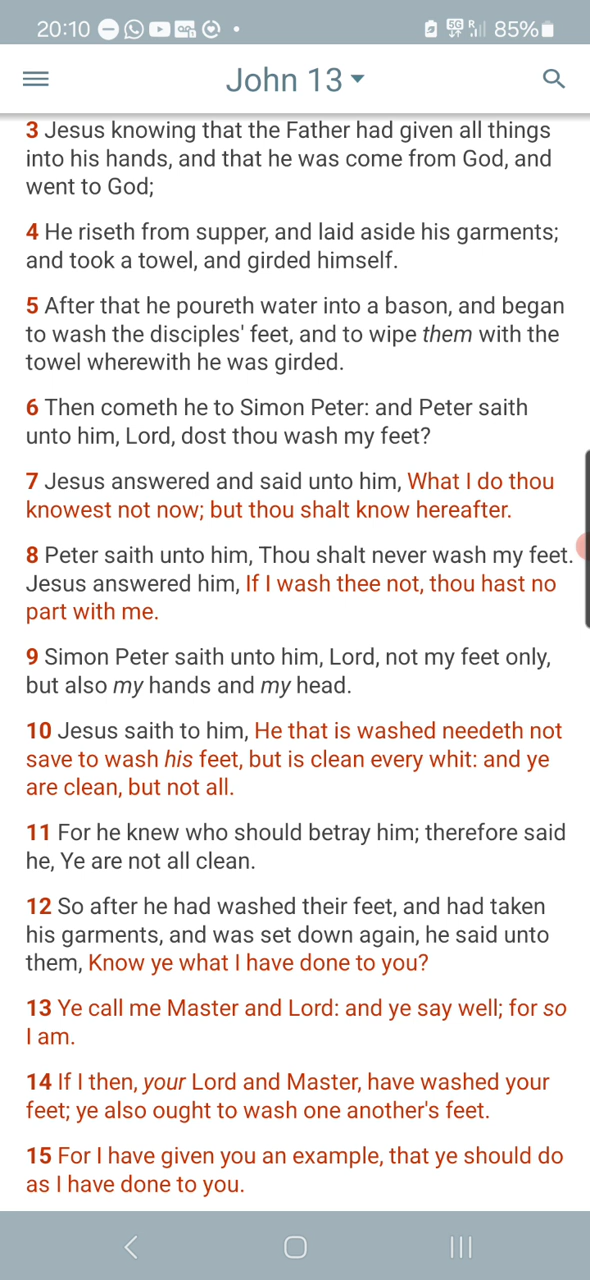 20:10
5G R 85%
John 13
3 Jesus knowing that the Father had given all things
into his hands, and that he was come from God, and
went to God;
4 He riseth from supper, and laid aside his garments;
and took a towel, and girded himself.
5 After that he poureth water into a bason, and began
to wash the disciples' feet, and to wipe them with the
towel wherewith he was girded.
6 Then cometh he to Simon Peter: and Peter saith
unto him, Lord, dost thou wash my feet?
7 Jesus answered and said unto him, What I do thou
knowest not now; but thou shalt know hereafter.
8 Peter saith unto him, Thou shalt never wash my feet.
Jesus answered him, If I wash thee not, thou hast no
part with me.
9 Simon Peter saith unto him, Lord, not my feet only,
but also my hands and my head.
10 Jesus saith to him, He that is washed needeth not
save to wash his feet, but is clean every whit: and ye
are clean, but not all.
11 For he knew who should betray him; therefore said
he, Ye are not all clean.
12 So after he had washed their feet, and had taken
his garments, and was set down again, he said unto
them, Know ye what I have done to you?
13 Ye call me Master and Lord: and ye say well; for so
I am.
14 If I then, your Lord and Master, have washed your
feet; ye also ought to wash one another's feet.
15 For I have given you an example, that ye should do
as I have done to you.